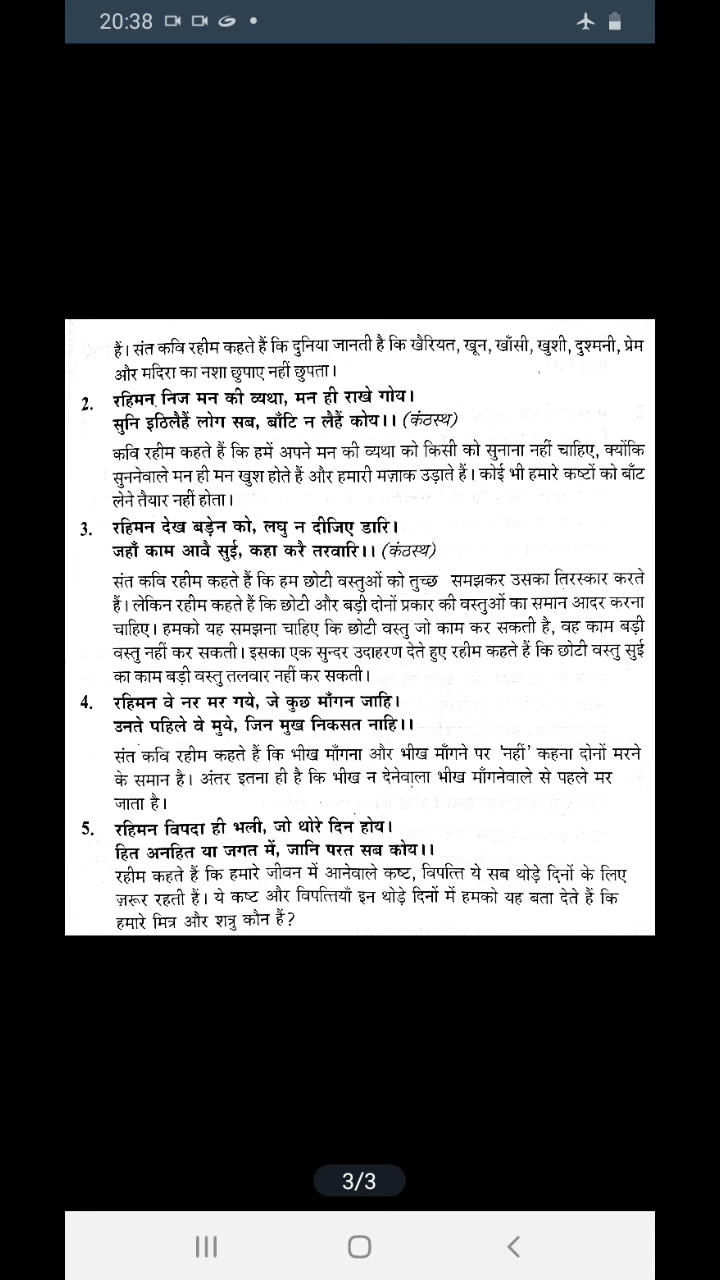 20:38
हैं। संत कवि रहीम कहते हैं कि दुनिया जानती है कि खैरियत, खून, खाँसी, खुशी, दुश्मनी, प्रेम
और मदिरा का नशा छुपाए नहीं छुपता।
2. रहिमन निज मन की व्यथा, मन ही राखे गोय।
सुनि इठिलैहैं लोग सब, बाँटि न लैहैं कोय।। (कंठस्थ)
कवि रहीम कहते हैं कि हमें अपने मन की व्यथा को किसी को सुनाना नहीं चाहिए, क्योंकि
सुननेवाले मन ही मन खुश होते हैं और हमारी मज़ाक उड़ाते हैं। कोई भी हमारे कष्टों को बाँट
लेने तैयार नहीं होता।
3. रहिमन देख बड़ेन को, लघु न दीजिए डारि।
जहाँ काम आवै सुई, कहा करै तरवारि।। (कंठस्थ)
संत कवि रहीम कहते हैं कि हम छोटी वस्तुओं को तुच्छ समझकर उसका तिरस्कार करते
हैं। लेकिन रहीम कहते हैं कि छोटी और बड़ी दोनों प्रकार की वस्तुओं का समान आदर करना
चाहिए। हमको यह समझना चाहिए कि छोटी वस्तु जो काम कर सकती है, वह काम बड़ी
वस्तु नहीं कर सकती। इसका एक सुन्दर उदाहरण देते हुए रहीम कहते हैं कि छोटी वस्तु सुई
का काम बड़ी वस्तु तलवार नहीं कर सकती।
4. रहिमन वे नर मर गये, जे कुछ माँगन जाहि।
उनते पहिले वे मुये, जिन मुख निकसत नाहि।।
संत कवि रहीम कहते हैं कि भीख माँगना और भीख माँगने पर 'नहीं' कहना दोनों मरने
के समान है। अंतर इतना ही है कि भीख न देनेवाला भीख माँगनेवाले से पहले मर
जाता है।
5. रहिमन विपदा ही भली, जो थोरे दिन होय।
हित अनहित या जगत में, जानि परत सब कोय।।
रहीम कहते हैं कि हमारे जीवन में आनेवाले कष्ट, विपत्ति ये सब थोड़े दिनों के लिए
ज़रूर रहती हैं। ये कष्ट और विपत्तियाँ इन थोड़े दिनों में हमको यह बता देते हैं कि
हमारे मित्र और शत्रु कौन हैं?
3/3